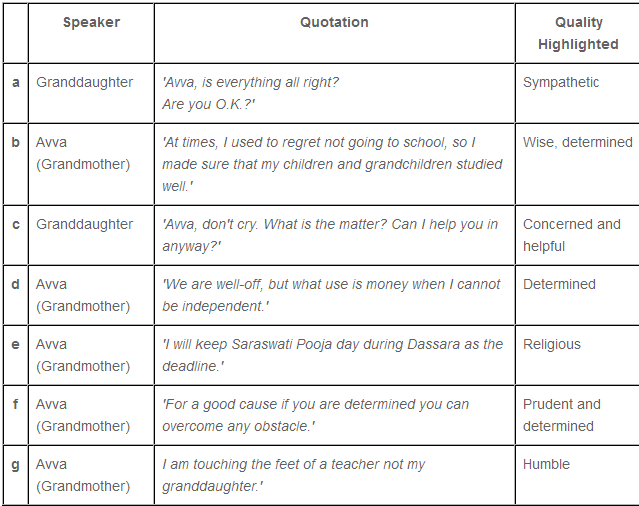 Speaker Quotation Quality
Highlighted
a Granddaughter 'Avva, is everything all right? Sympathetic
Are you O.K.?'
b Avva 'At times, I used to regret not going to school, so I Wise, determined
(Grandmother) made sure that my children and grandchildren studied
well.'
c Granddaughter 'Avva, don't cry. What is the matter? Can I help you in Concerned and
anyway?' helpful
d Avva 'We are well-off, but what use is money when I cannot Determined
(Grandmother) be independent.'
e Avva 'I will keep Saraswati Pooja day during Dassara as the Religious
(Grandmother) deadline.'
f Avva 'For a good cause if you are determined you can Prudent and
(Grandmother) overcome any obstacle.' determined
g Avva I am touching the feet of a teacher not my Humble
(Grandmother) granddaughter.'